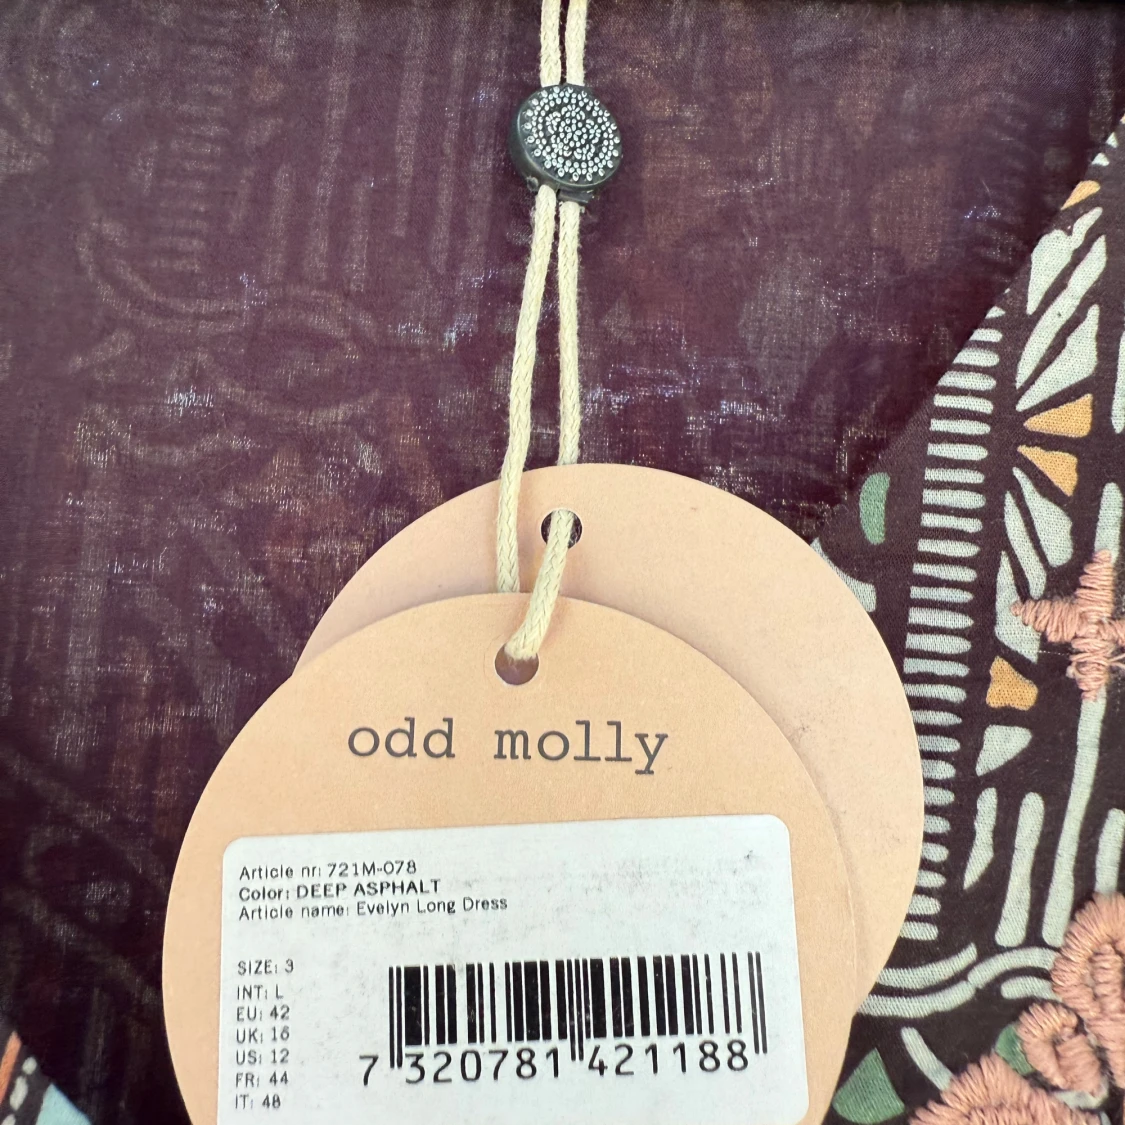 odd molly
Article nr: 721M-078
Color: DEEP ASPHALT
Article name: Evelyn Long Dress
SIZE: 3
INT: L
EU: 42
UK: 16
US: 12
FR: 44
IT: 48
7 320781 421188